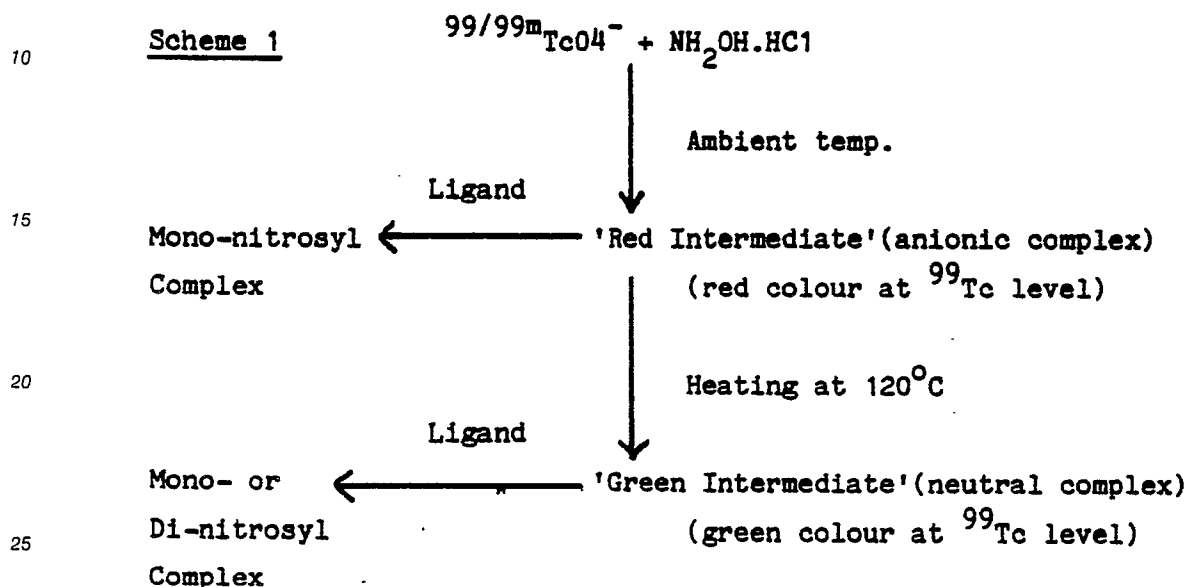 Scheme 1
99/99mTcO4- + NH2OH.HCl
10
Ambient temp.
Ligand
15
Mono-nitrosyl
Complex
'Red Intermediate'(anionic complex)
(red colour at 99Tc level)
20
Heating at 120°C
Ligand
Mono- or
Di-nitrosyl
Complex
'Green Intermediate'(neutral complex)
(green colour at 99Tc level)
25